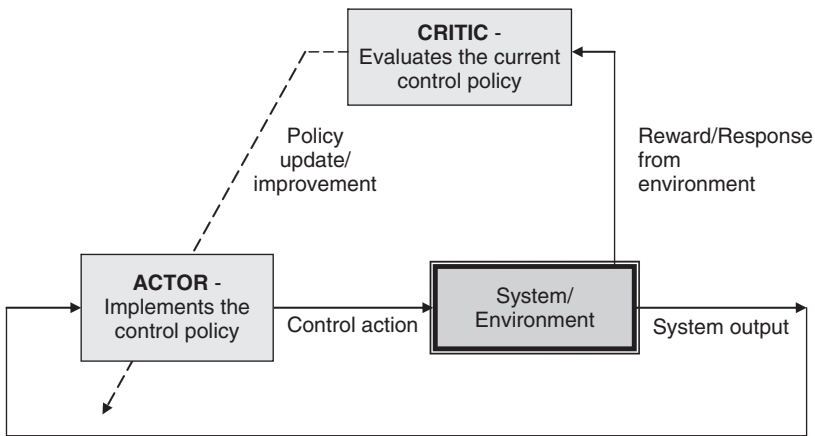 CRITIC -
Evaluates the current
control policy
Policy
update/
improvement
Reward/Response
from
environment
ACTOR -
Implements the
control policy
Control action
System/
Environment
System output